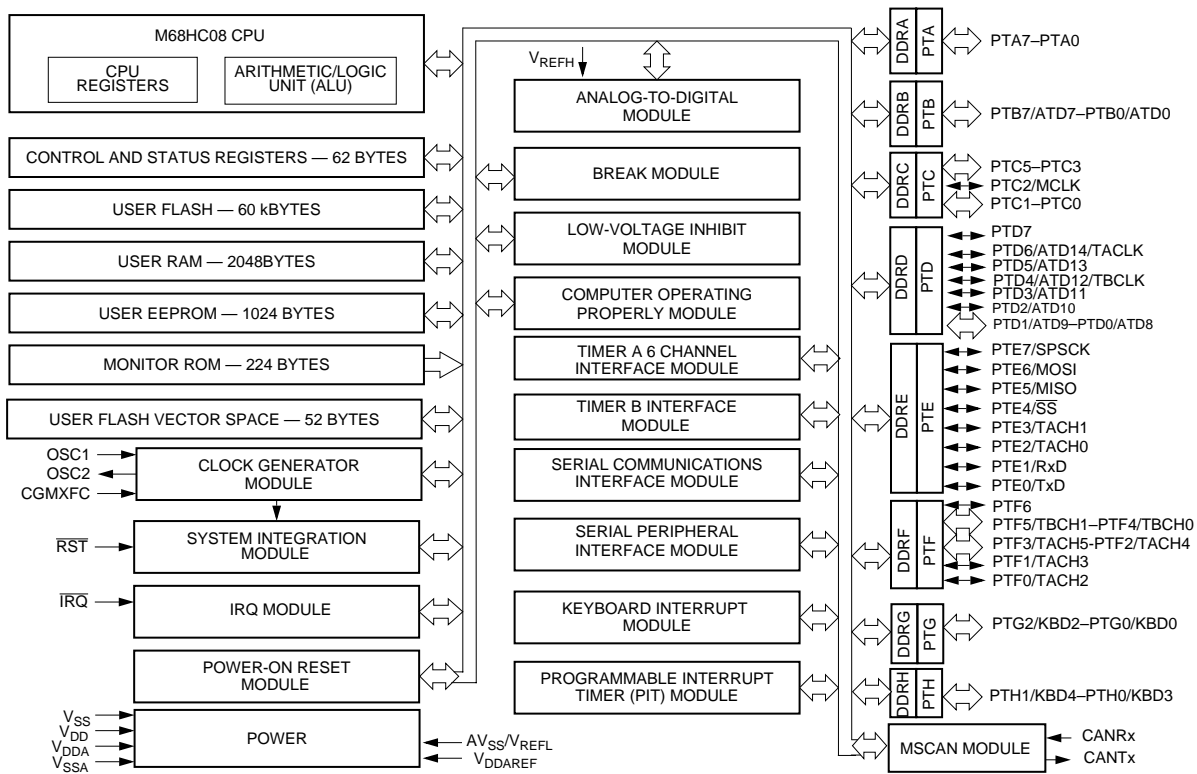 M68HC08 CPU
CPU
REGISTERS
ARITHMETIC/LOGIC
UNIT (ALU)
CONTROL AND STATUS REGISTERS — 62 BYTES
USER FLASH — 60 kBYTES
USER RAM — 2048BYTES
USER EEPROM — 1024 BYTES
MONITOR ROM — 224 BYTES
USER FLASH VECTOR SPACE — 52 BYTES
OSC1
OSC2
CGMXFC
CLOCK GENERATOR
MODULE
RST
SYSTEM INTEGRATION
MODULE
IRQ
IRQ MODULE
POWER-ON RESET
MODULE
VSS
VDD
VDDA
VSSA
POWER
AVSS/VREFL
VDDAREF
VREFH
ANALOG-TO-DIGITAL
MODULE
BREAK MODULE
LOW-VOLTAGE INHIBIT
MODULE
COMPUTER OPERATING
PROPERLY MODULE
TIMER A 6 CHANNEL
INTERFACE MODULE
TIMER B INTERFACE
MODULE
SERIAL COMMUNICATIONS
INTERFACE MODULE
SERIAL PERIPHERAL
INTERFACE MODULE
KEYBOARD INTERRUPT
MODULE
PROGRAMMABLE INTERRUPT
TIMER (PIT) MODULE
DDRA
PTA
PTA7–PTA0
DDRB
PTB
PTB7/ATD7–PTB0/ATD0
DDRC
PTC
PTC5–PTC3
PTC2/MCLK
PTC1–PTC0
DDRD
PTD
PTD7
PTD6/ATD14/TACLK
PTD5/ATD13
PTD4/ATD12/TBCLK
PTD3/ATD11
PTD2/ATD10
PTD1/ATD9–PTD0/ATD8
DDRE
PTE
PTE7/SPSCK
PTE6/MOSI
PTE5/MISO
PTE4/SS
PTE3/TACH1
PTE2/TACH0
PTE1/RxD
PTE0/TxD
DDRF
PTF
PTF6
PTF5/TBCH1–PTF4/TBCH0
PTF3/TACH5-PTF2/TACH4
PTF1/TACH3
PTF0/TACH2
DDRG
PTG
PTG2/KBD2–PTG0/KBD0
DDRH
PTH
PTH1/KBD4–PTH0/KBD3
MSCAN MODULE
CANRx
CANTx